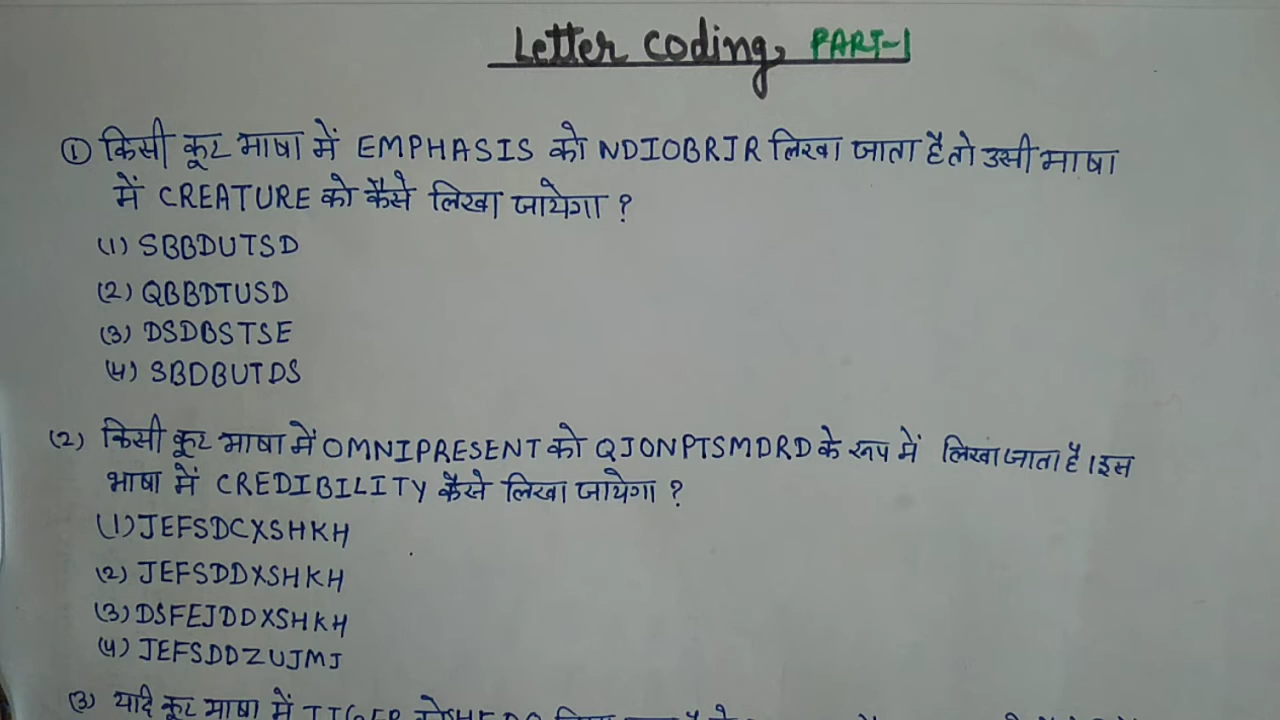 Letter coding, PART-1
① किसी कूट भाषा में EMPHASIS को NDIOBRJR लिखा जाता है तो उसी भाषा
में CREATURE को कैसे लिखा जायेगा ?
(1) SBBDUTSD
(2) QBBDTUSD
(3) DSDBSTSE
(4) SBDBUTDS
(2) किसी कूट भाषा में OMNIPRESENT को QJONPTSMDRD के रूप में लिखा जाता है। इस
भाषा में CREDIBILITY कैसे लिखा जायेगा ?
(1) JEFSDCXSHKH
(2) JEFSDDXSHKH
(3) DSFEJDDXSHKH
(4) JEFSDDZUJMJ
(3) यदि कूट भाषा में TIGER